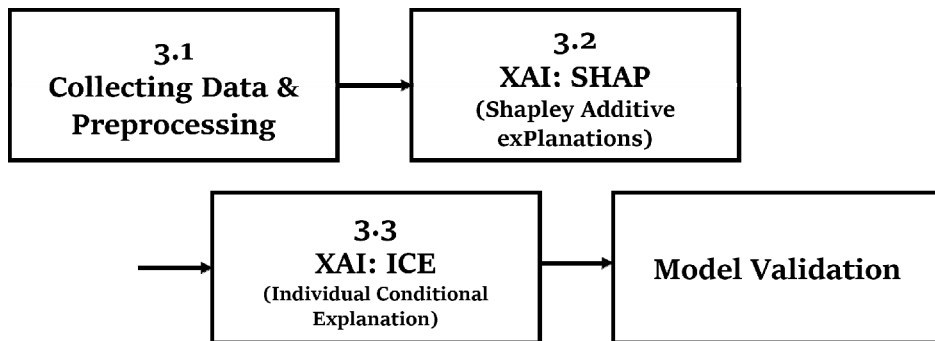 3.1
Collecting Data &
Preprocessing
3.2
XAI: SHAP
(Shapley Additive
exPlanations)
3.3
XAI: ICE
(Individual Conditional
Explanation)
Model Validation